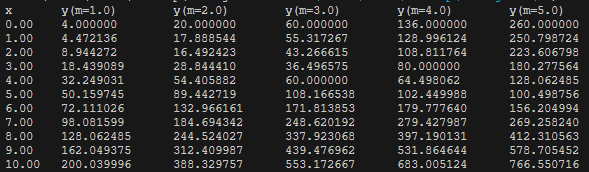 x y(m=1.0) y(m=2.0) y(m=3.0) y(m=4.0) y(m=5.0)
0.00 4.000000 20.000000 60.000000 136.000000 260.000000
1.00 4.472136 17.888544 55.317267 128.996124 250.798724
2.00 8.944272 16.492423 43.266615 108.811764 223.606798
3.00 18.439089 28.844410 36.496575 80.000000 180.277564
4.00 32.249031 54.405882 60.000000 64.498062 128.062485
5.00 50.159745 89.442719 108.166538 102.449988 100.498756
6.00 72.111026 132.966161 171.813853 179.777640 156.204994
7.00 98.081599 184.694342 248.620192 279.427987 269.258240
8.00 128.062485 244.524027 337.923068 397.190131 412.310563
9.00 162.049375 312.409987 439.476962 531.864644 578.705452
10.00 200.039996 388.329757 553.172667 683.005124 766.550716